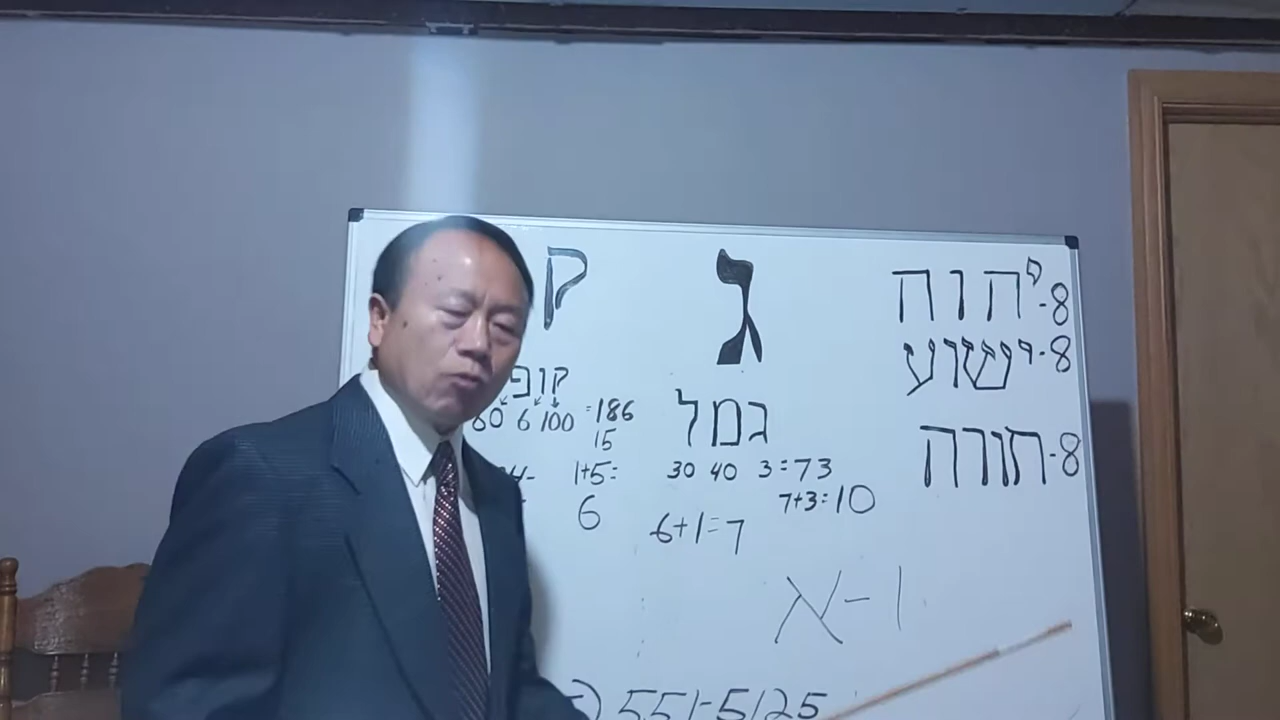 ק
ג
יהוה-8
ישוע-8
קופ
80 6 100 =186
15
גמל
תורה-8
30 40 3=73
1+5=
7+3=10
6
6+1=7
א-1
551-5125